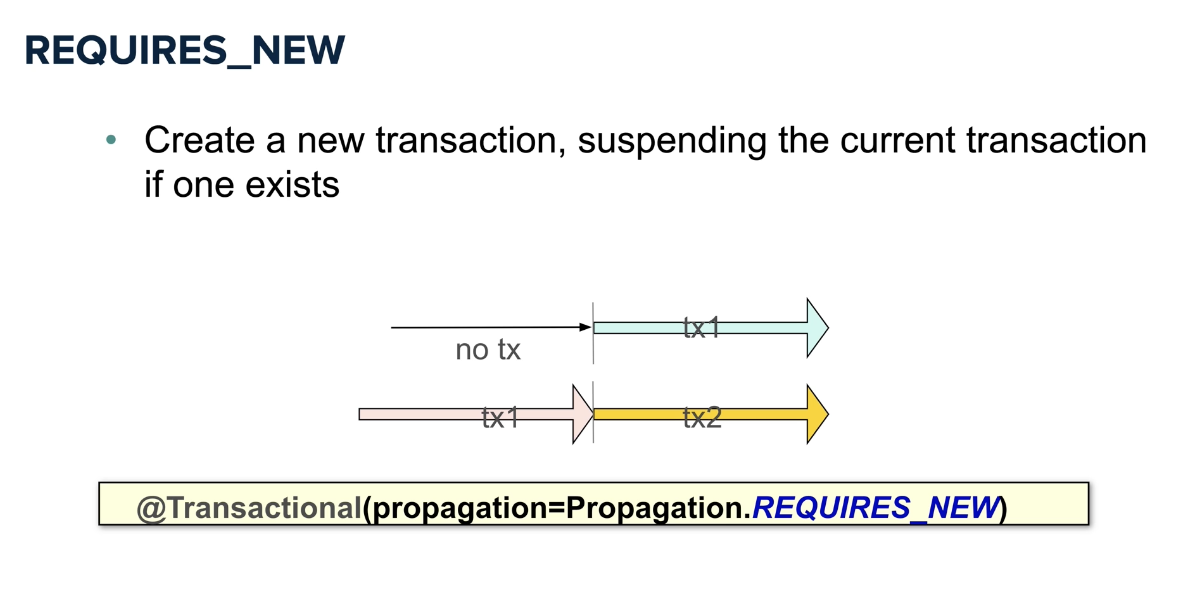 REQUIRES_NEW
• Create a new transaction, suspending the current transaction
if one exists
tx1
no tx
tx1 tx2
@Transactional(propagation=Propagation.REQUIRES_NEW)